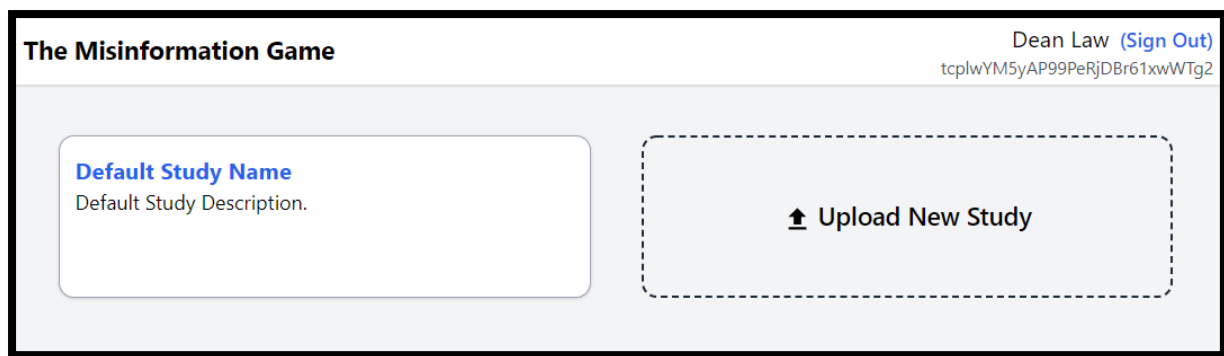 The Misinformation Game
Dean Law (Sign Out)
tcplwYM5yAP99PeRjDBr61xwWTg2
Default Study Name
Default Study Description.
Upload New Study